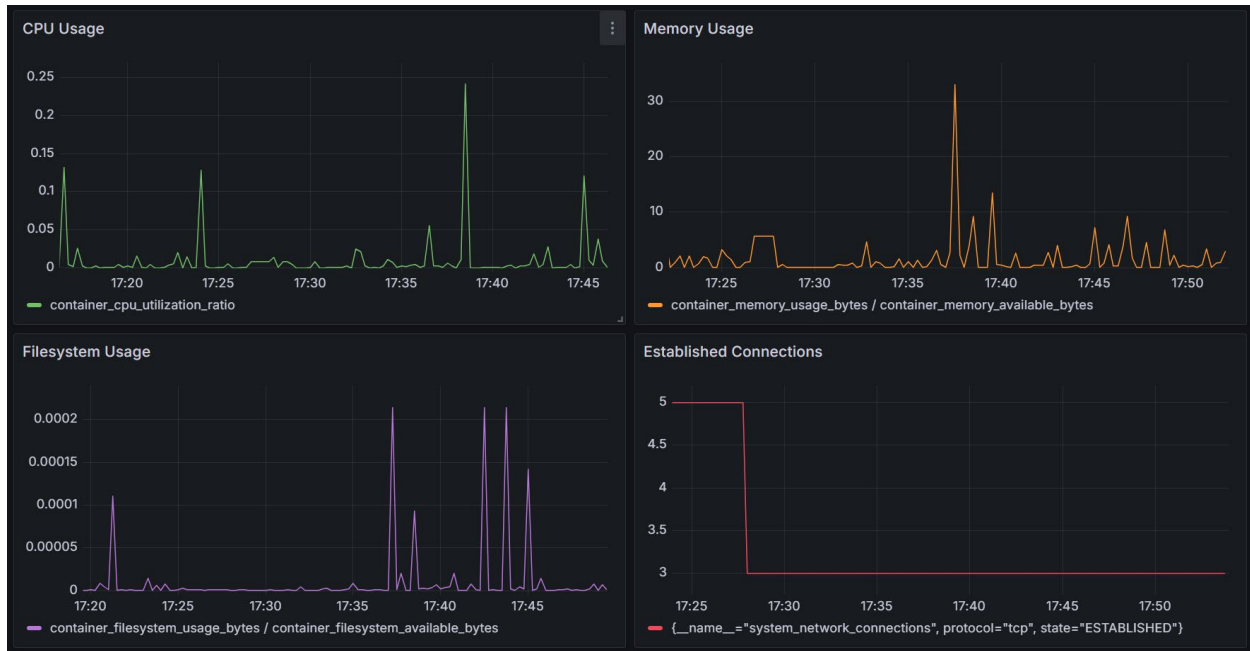 CPU Usage
0.25
0.2
0.15
0.1
0.05
0
17:20 17:25 17:30 17:35 17:40 17:45
container_cpu_utilization_ratio
Memory Usage
30
20
10
0
17:25 17:30 17:35 17:40 17:45 17:50
container_memory_usage_bytes / container_memory_available_bytes
Filesystem Usage
0.0002
0.00015
0.0001
0.00005
0
17:20 17:25 17:30 17:35 17:40 17:45
container_filesystem_usage_bytes / container_filesystem_available_bytes
Established Connections
5
4.5
4
3.5
3
17:25 17:30 17:35 17:40 17:45 17:50
{__name__="system_network_connections", protocol="tcp", state="ESTABLISHED"}